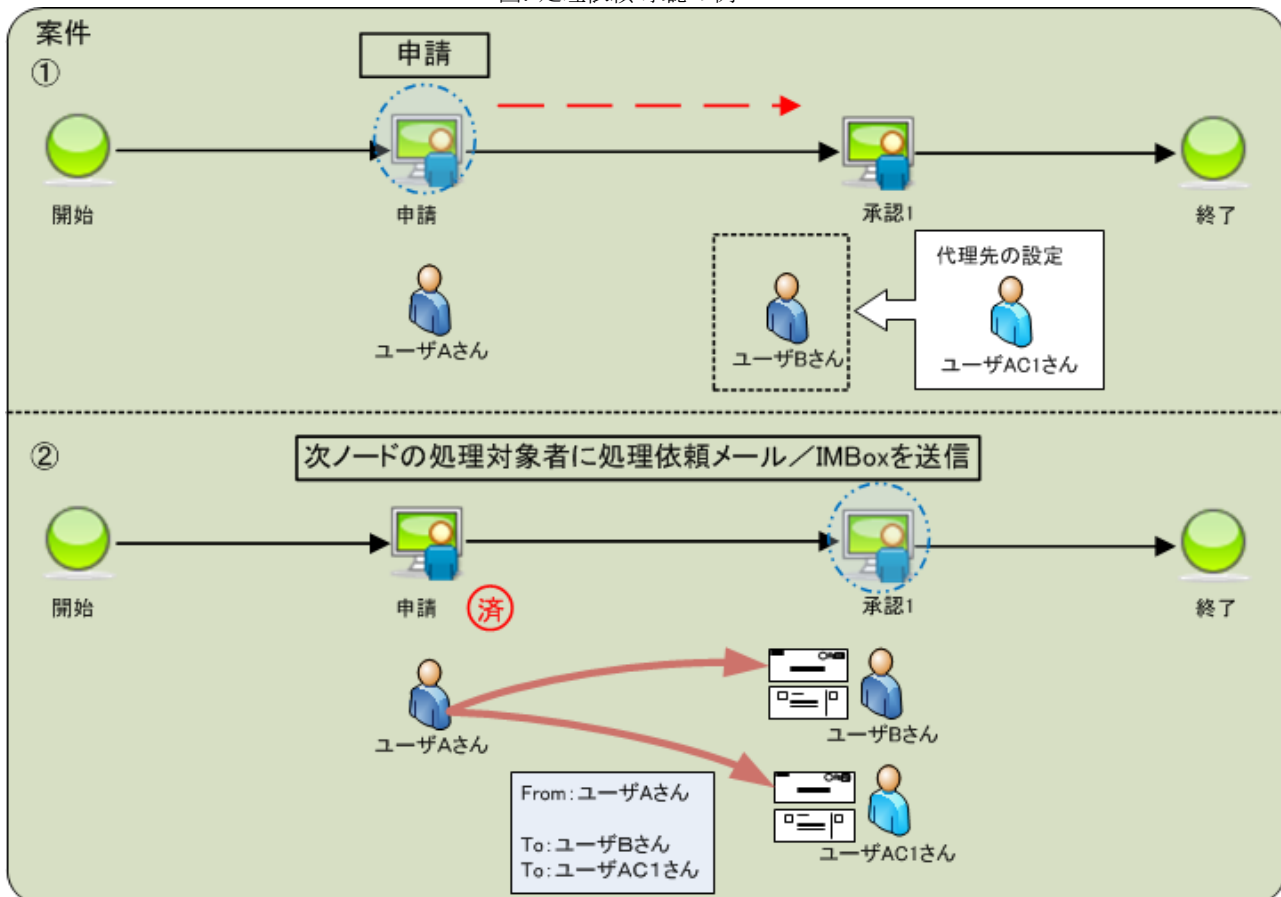 案件
①
申請
開始
申請
承認1
終了
代理先の設定
ユーザAさん
ユーザBさん
ユーザAC1さん
②
次ノードの処理対象者に処理依頼メール／IMBoxを送信
開始
申請
済
承認1
終了
ユーザAさん
ユーザBさん
From：ユーザAさん
To：ユーザBさん
To：ユーザAC1さん
ユーザAC1さん